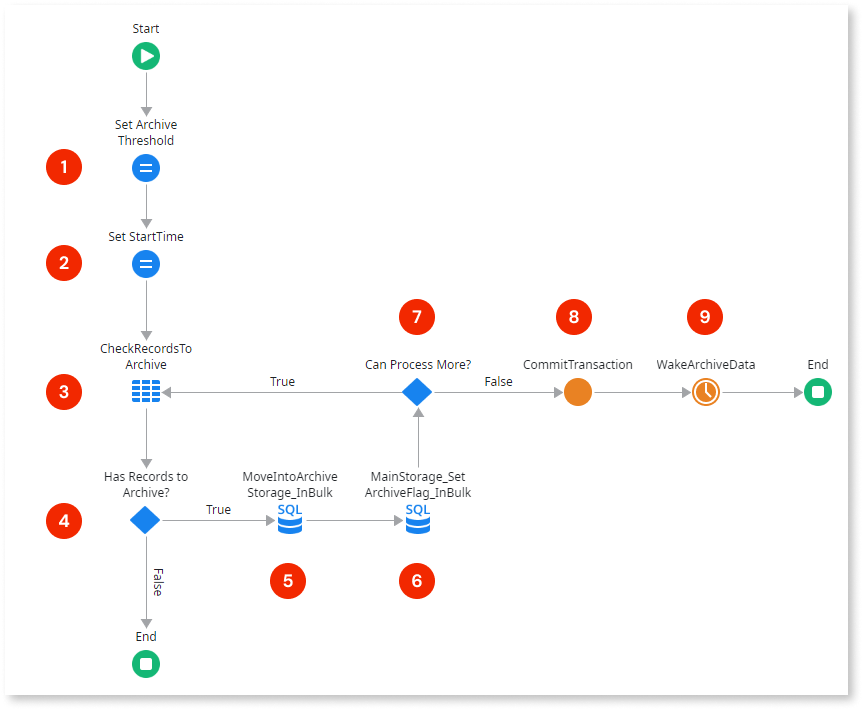 Start
Set Archive
Threshold
1
Set StartTime
2
7
8
9
CheckRecordsTo
Archive
Can Process More?
CommitTransaction
WakeArchiveData
End
3
True
False
Has Records to
Archive?
MoveIntoArchive
Storage_InBulk
MainStorage_Set
ArchiveFlag_InBulk
4
True
SQL
SQL
5
6
False
End